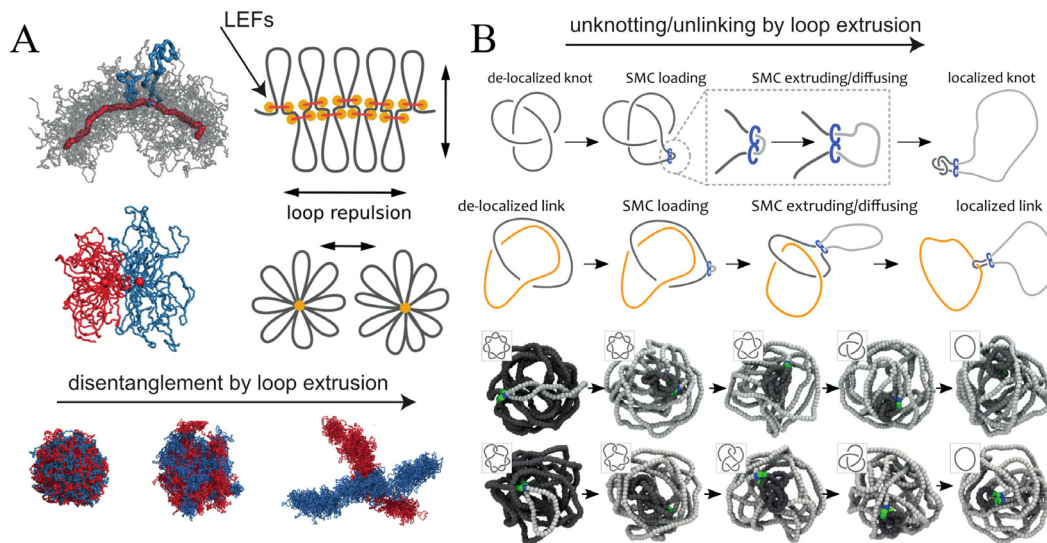 A
LEFs
loop repulsion
disentanglement by loop extrusion
B
unknotting/unlinking by loop extrusion
de-localized knot
SMC loading
SMC extruding/diffusing
localized knot
de-localized link
SMC loading
SMC extruding/diffusing
localized link